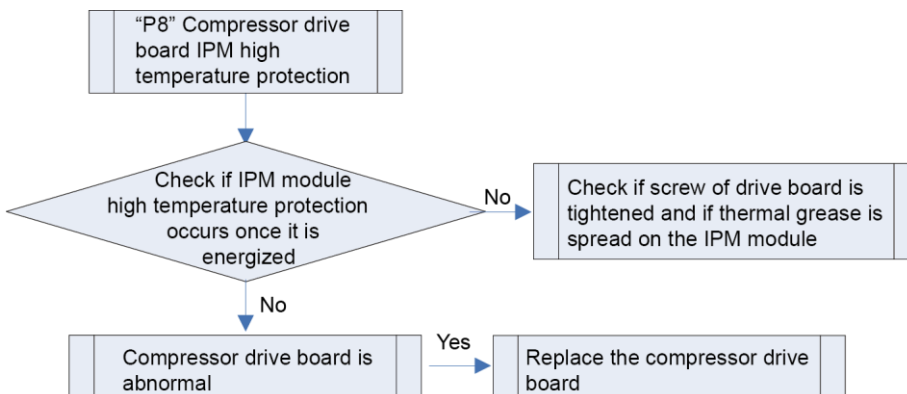 “P8” Compressor drive
board IPM high
temperature protection
Check if IPM module
high temperature protection
occurs once it is
energized
No
Check if screw of drive board is
tightened and if thermal grease is
spread on the IPM module
No
Compressor drive board is
abnormal
Yes
Replace the compressor drive
board